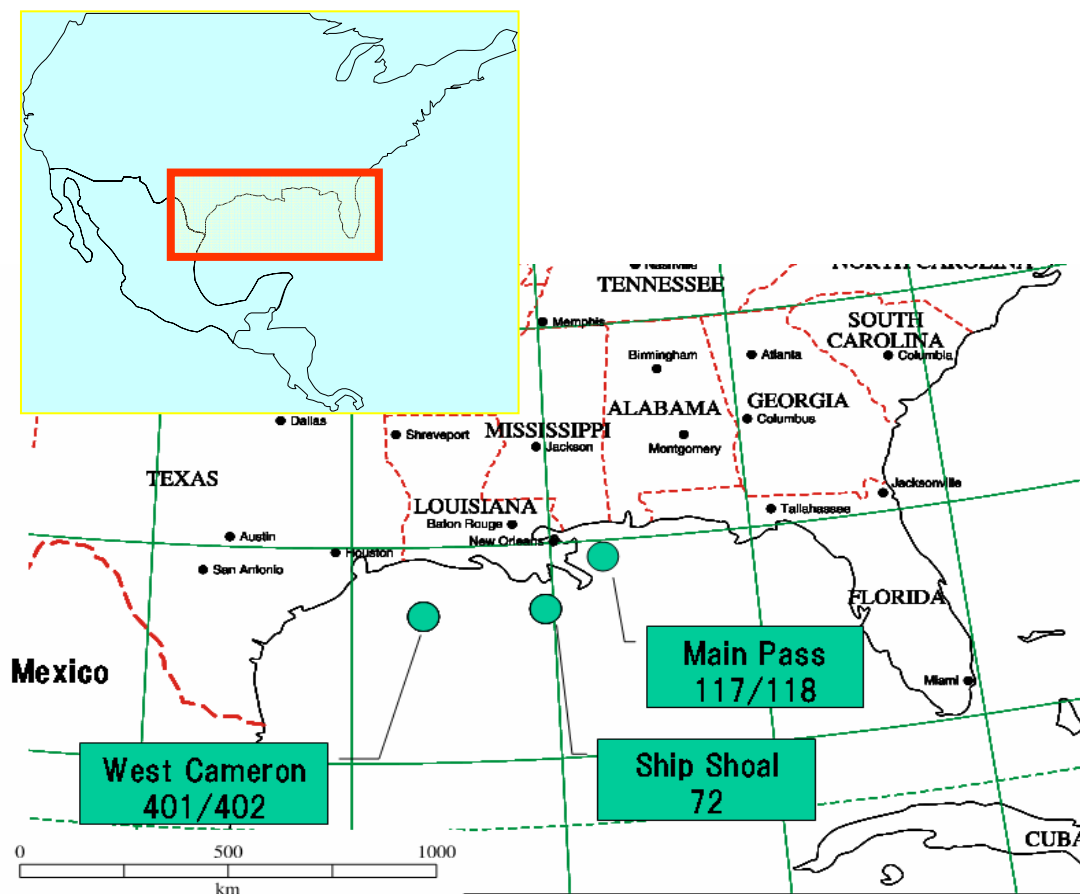 Nashville
NORTH CAROLINA
TENNESSEE
Memphis
SOUTH
CAROLINA
Birmingham
Atlanta
Columbia
ALABAMA
GEORGIA
Dallas
Shreveport
MISSISSIPPI
Jackson
Columbus
Montgomery
TEXAS
LOUISIANA
Jacksonville
Baton Rouge
Tallahassee
Austin
New Orleans
Houston
San Antonio
FLORIDA
Mexico
Main Pass
117/118
Miami
West Cameron
401/402
Ship Shoal
72
CUBA
0 500 1000
km